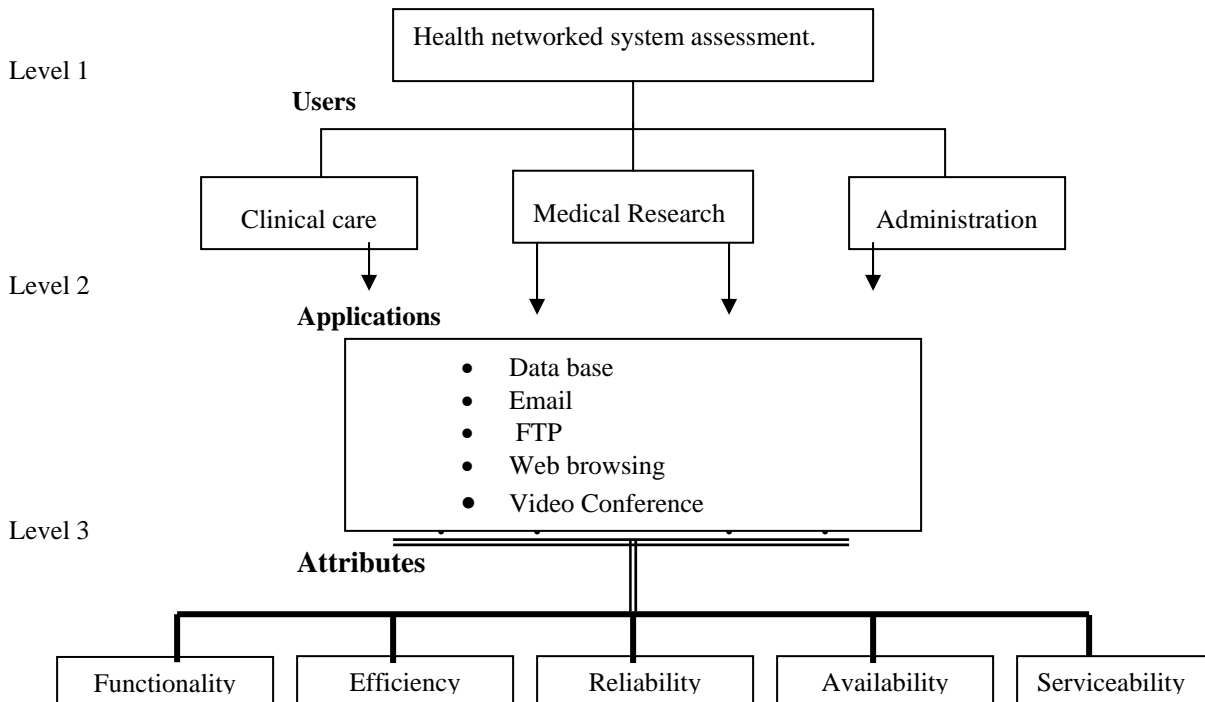 Health networked system assessment.
Level 1
Users
Clinical care
Medical Research
Administration
Level 2
Applications
• Data base
• Email
• FTP
• Web browsing
• Video Conference
Level 3
Attributes
Functionality
Efficiency
Reliability
Availability
Serviceability